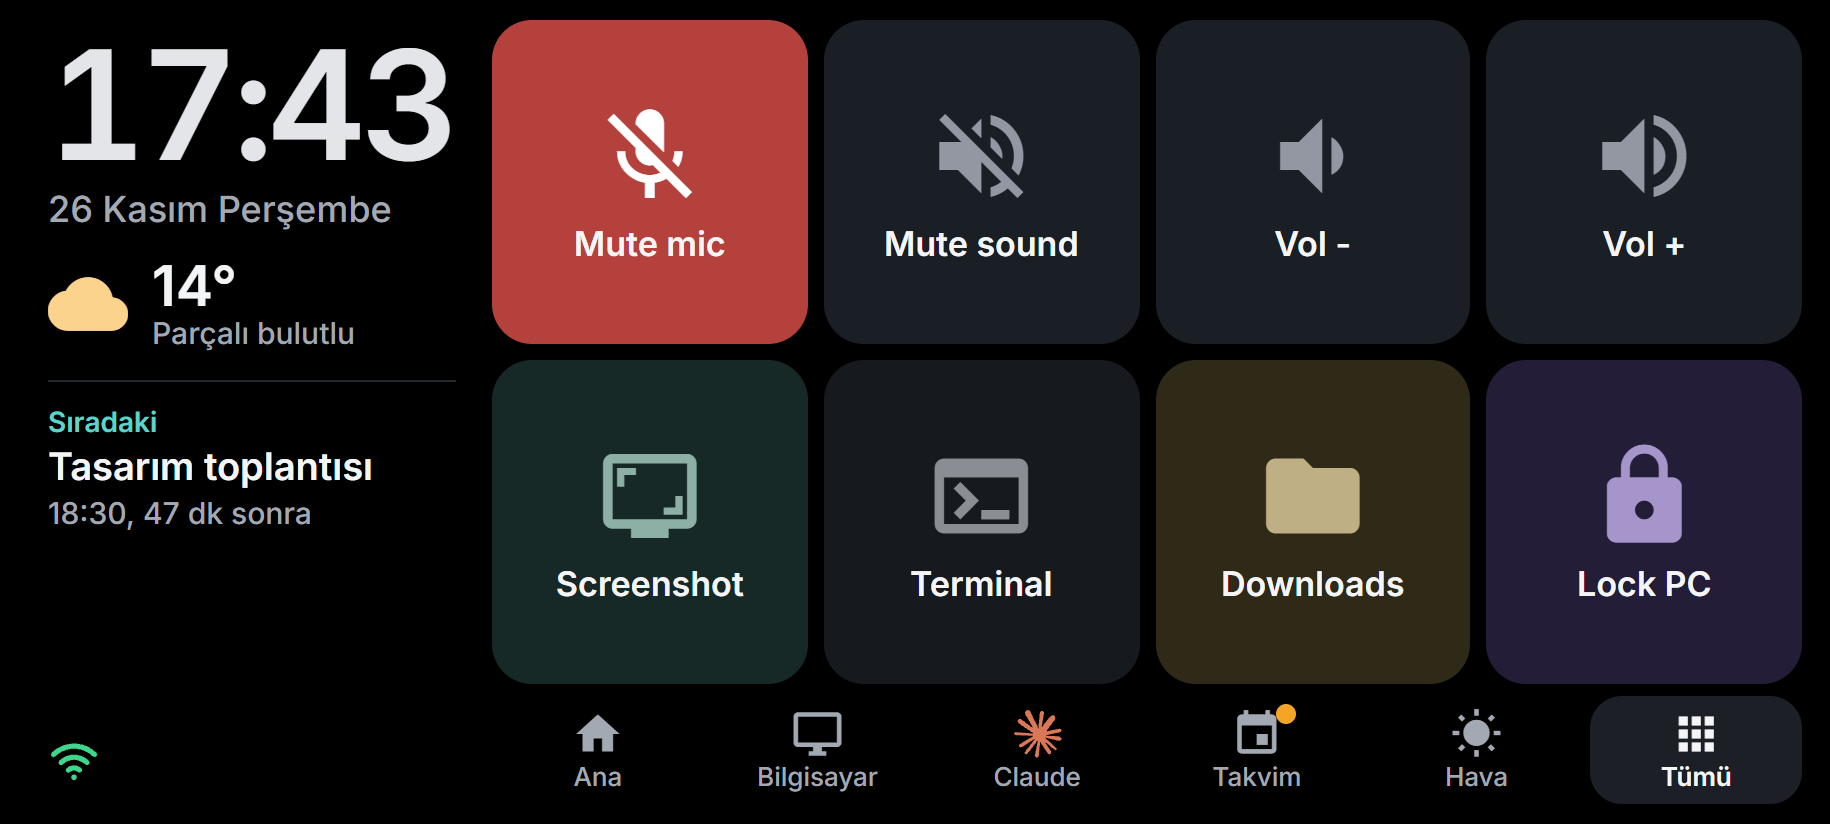 17:43
26 Kasım Perşembe
14°
Parçalı bulutlu
Sıradaki
Tasarım toplantısı
18:30, 47 dk sonra
Mute mic
Mute sound
Vol -
Vol +
Screenshot
Terminal
Downloads
Lock PC
Ana
Bilgisayar
Claude
Takvim
Hava
Tümü